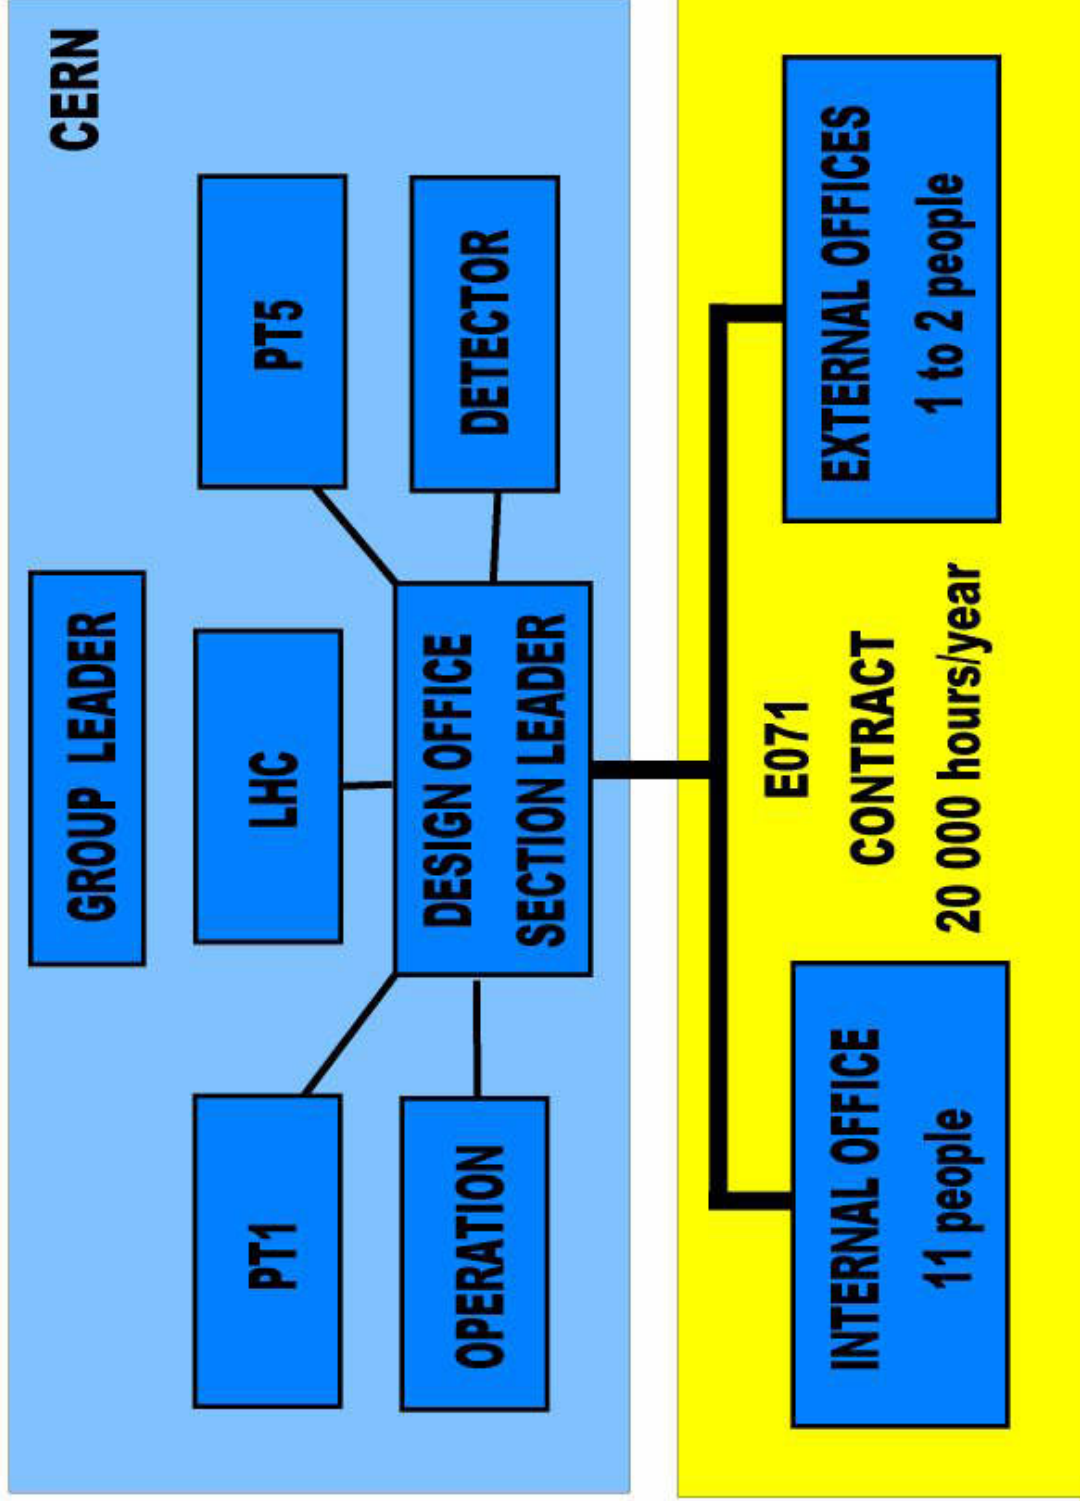 CERN
GROUP LEADER
PT1
LHC
PT5
OPERATION
DESIGN OFFICE
SECTION LEADER
DETECTOR
E071
CONTRACT
20 000 hours/year
INTERNAL OFFICE
11 people
EXTERNAL OFFICES
1 to 2 people